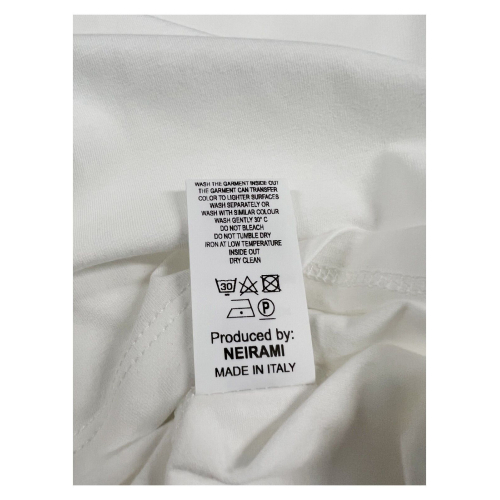 WASH THE GARMENT INSIDE OUT
THE GARMENT CAN TRANSFER
COLOR TO LIGHTER SURFACES
WASH SEPARATELY OR
WASH WITH SIMILAR COLOUR
WASH GENTLY 30° C
DO NOT BLEACH
DO NOT TUMBLE DRY
IRON AT LOW TEMPERATURE
INSIDE OUT
DRY CLEAN
30
P
Produced by:
NEIRAMI
MADE IN ITALY